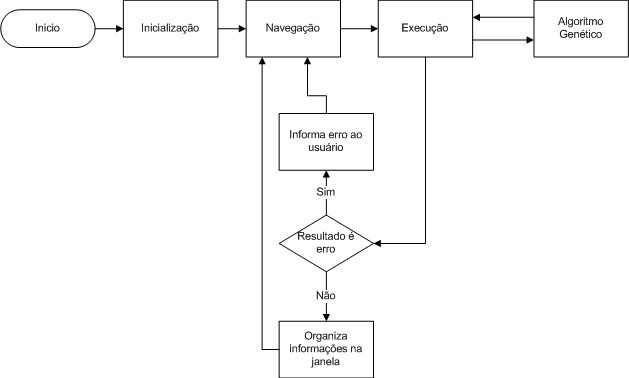 Inicio
Inicialização
Navegação
Execução
Algoritmo
Genético
Informa erro ao
usuário
Sim
Resultado é
erro
Não
Organiza
informações na
janela